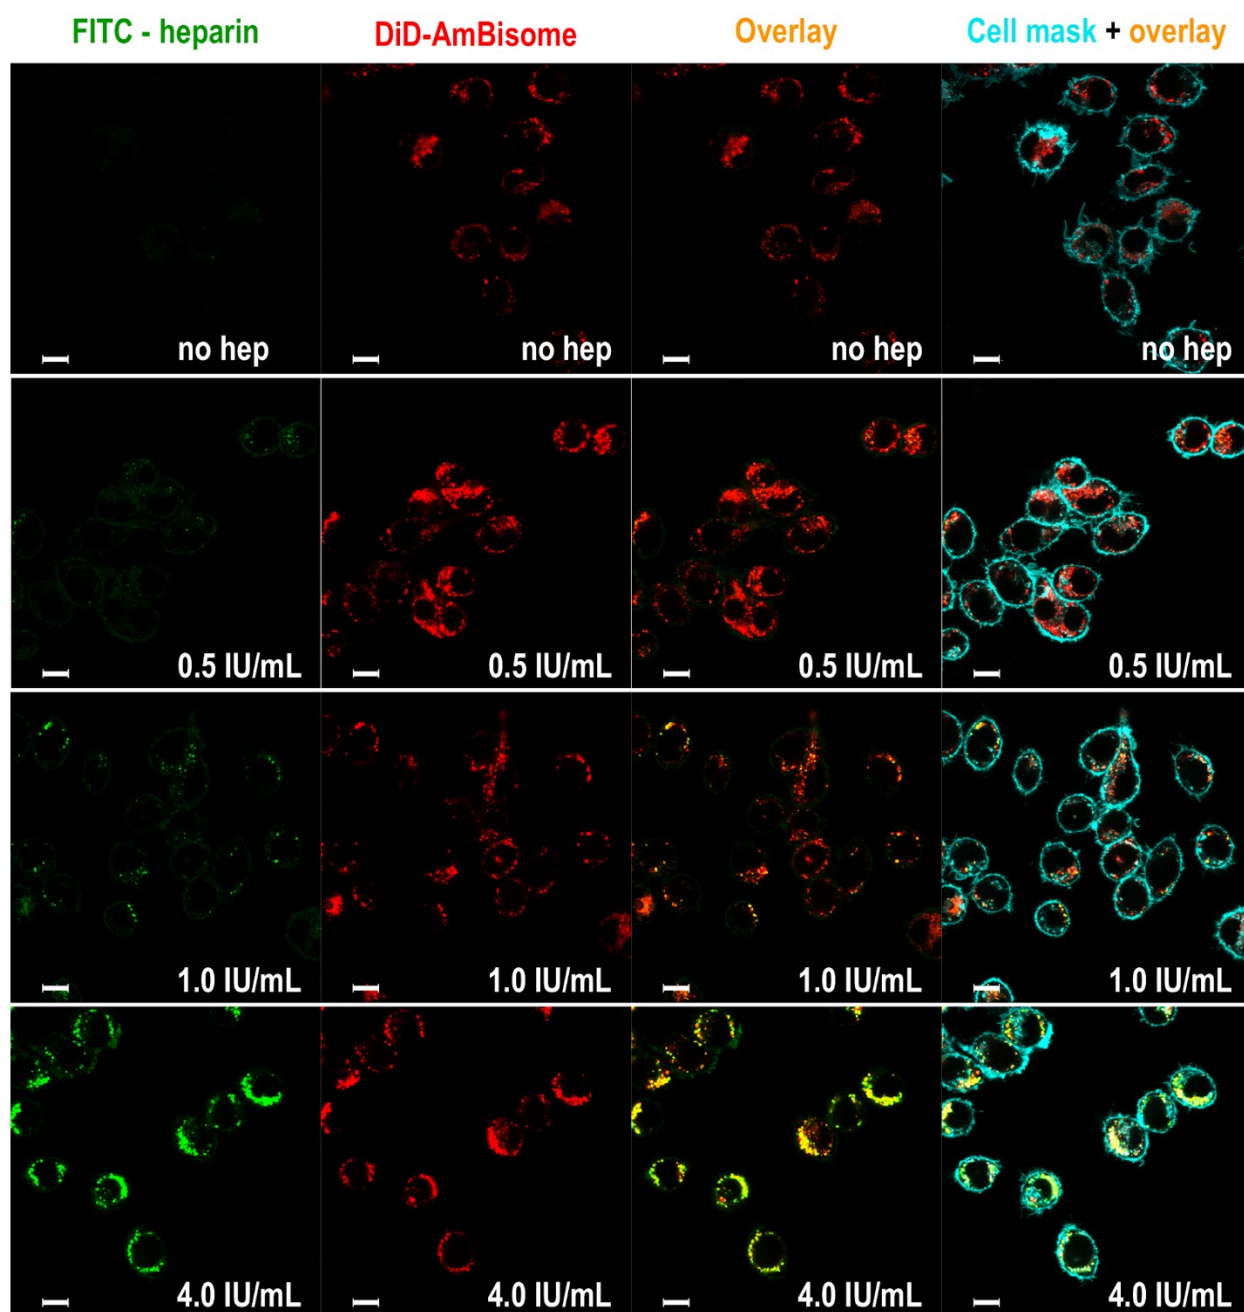 FITC - heparin DiD-AmBisome Overlay Cell mask + overlay
no hep no hep no hep no hep
0.5 IU/mL 0.5 IU/mL 0.5 IU/mL 0.5 IU/mL
1.0 IU/mL 1.0 IU/mL 1.0 IU/mL 1.0 IU/mL
4.0 IU/mL 4.0 IU/mL 4.0 IU/mL 4.0 IU/mL